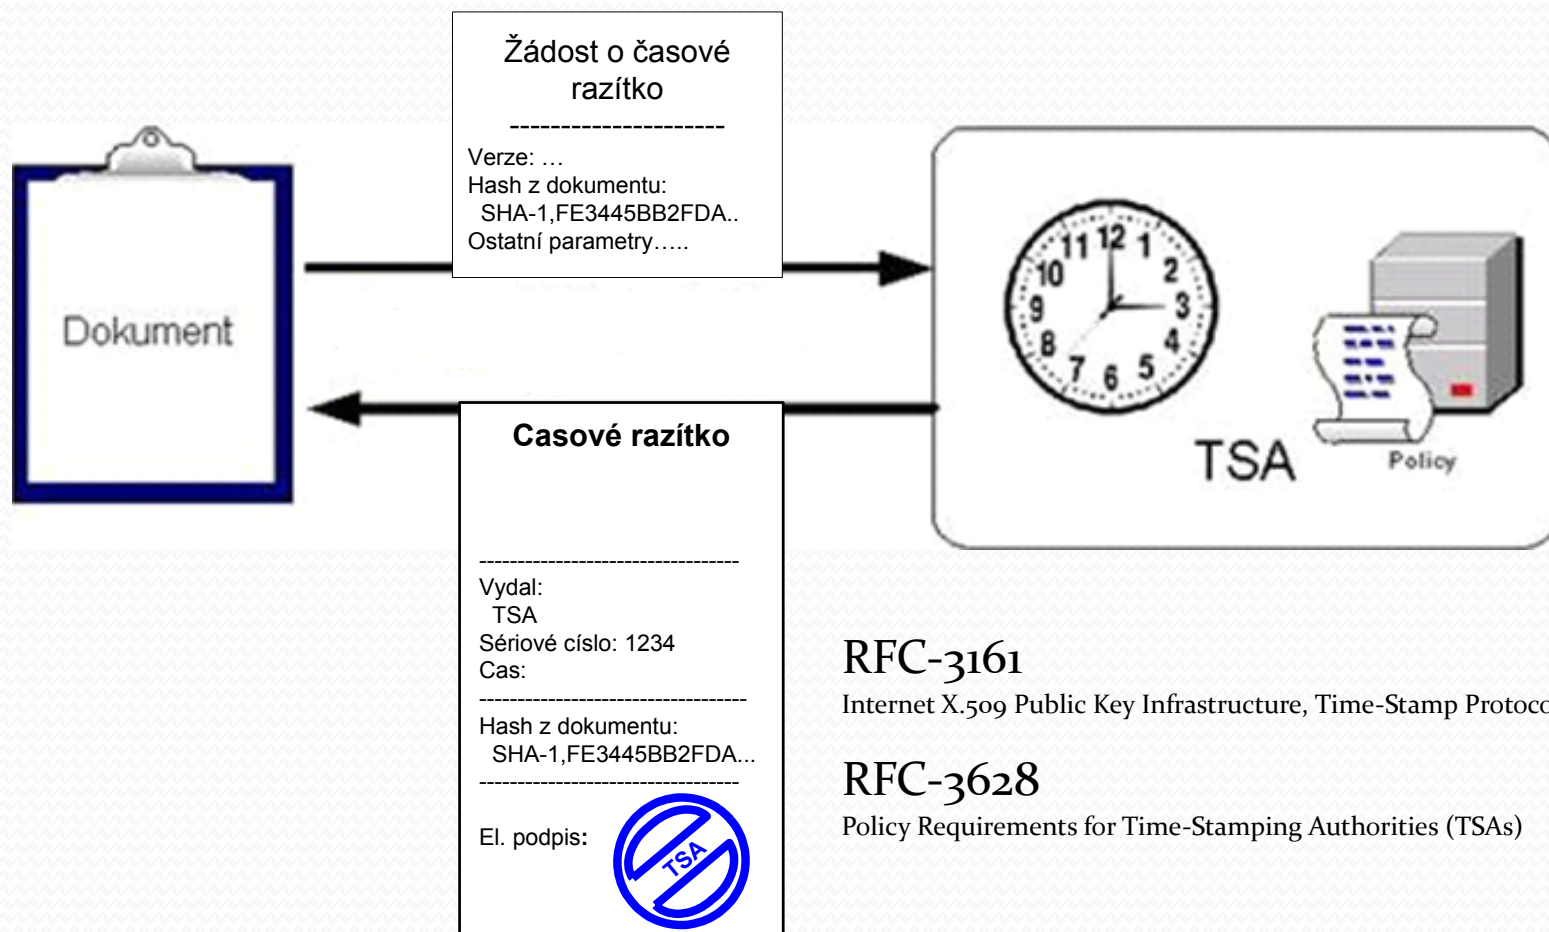 Žádost o časové
razítko
---------------------
Verze: …
Hash z dokumentu:
SHA-1,FE3445BB2FDA..
Ostatní parametry…..
Dokument
11 12 1
10 2
9 3
8 4
7 6 5
TSA
Policy
Casové razítko
----------------------------------
Vydal:
TSA
Sériové císlo: 1234
Cas:
-----------------------------------
Hash z dokumentu:
SHA-1,FE3445BB2FDA...
----------------------------------
El. podpis:
TSA
RFC-3161
Internet X.509 Public Key Infrastructure, Time-Stamp Protoco
RFC-3628
Policy Requirements for Time-Stamping Authorities (TSAs)